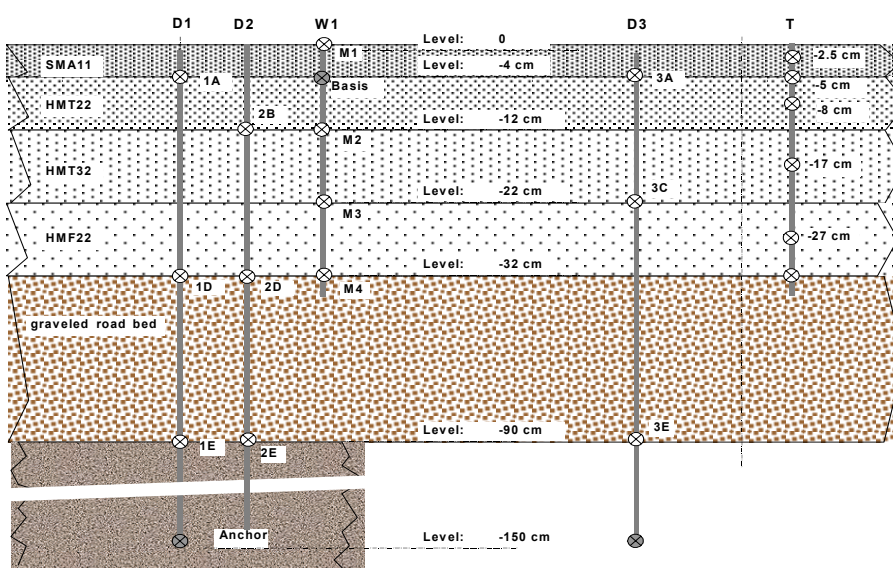 D1 D2 W1 D3 T
Level: 0
M1
SMA11
Level: -4 cm
-2.5 cm
1A
Basis
3A
-5 cm
HMT22
2B
Level: -12 cm
-8 cm
M2
HMT32
-17 cm
Level: -22 cm
3C
M3
HMF22
-27 cm
Level: -32 cm
1D
2D
M4
graveled road bed
Level: -90 cm
3E
1E
2E
Anchor
Level: -150 cm